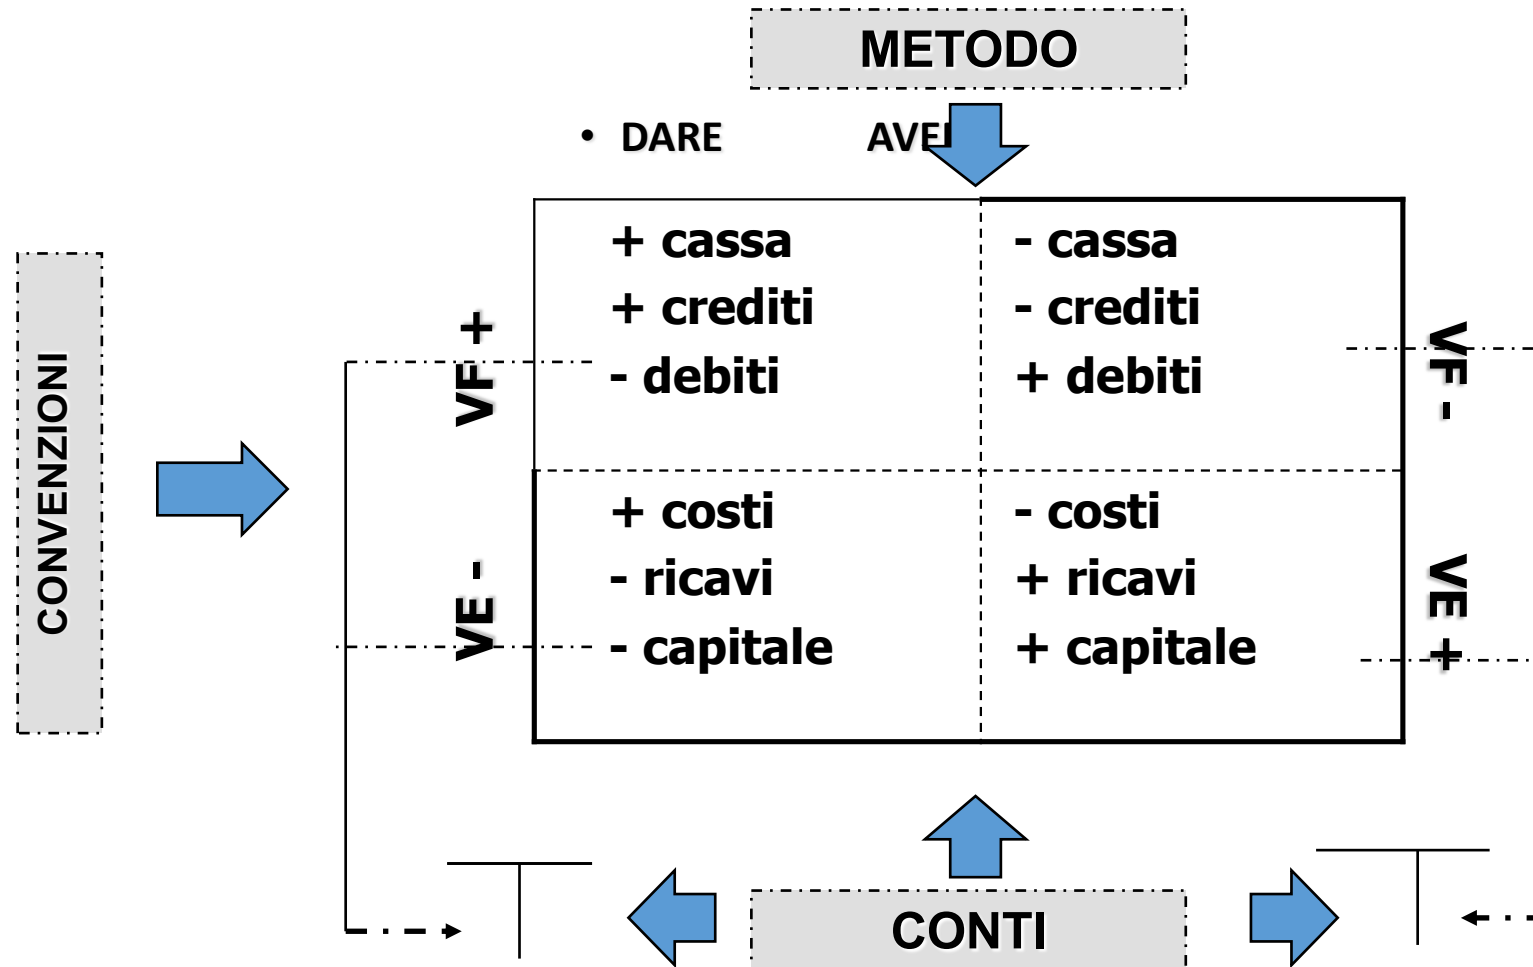 METODO
• DARE
CONVENZIONI
VF +
+ cassa
+ crediti
- debiti
- cassa
- crediti
+ debiti
VF -
VE -
+ costi
- ricavi
- capitale
- costi
+ ricavi
+ capitale
VE +
CONTI